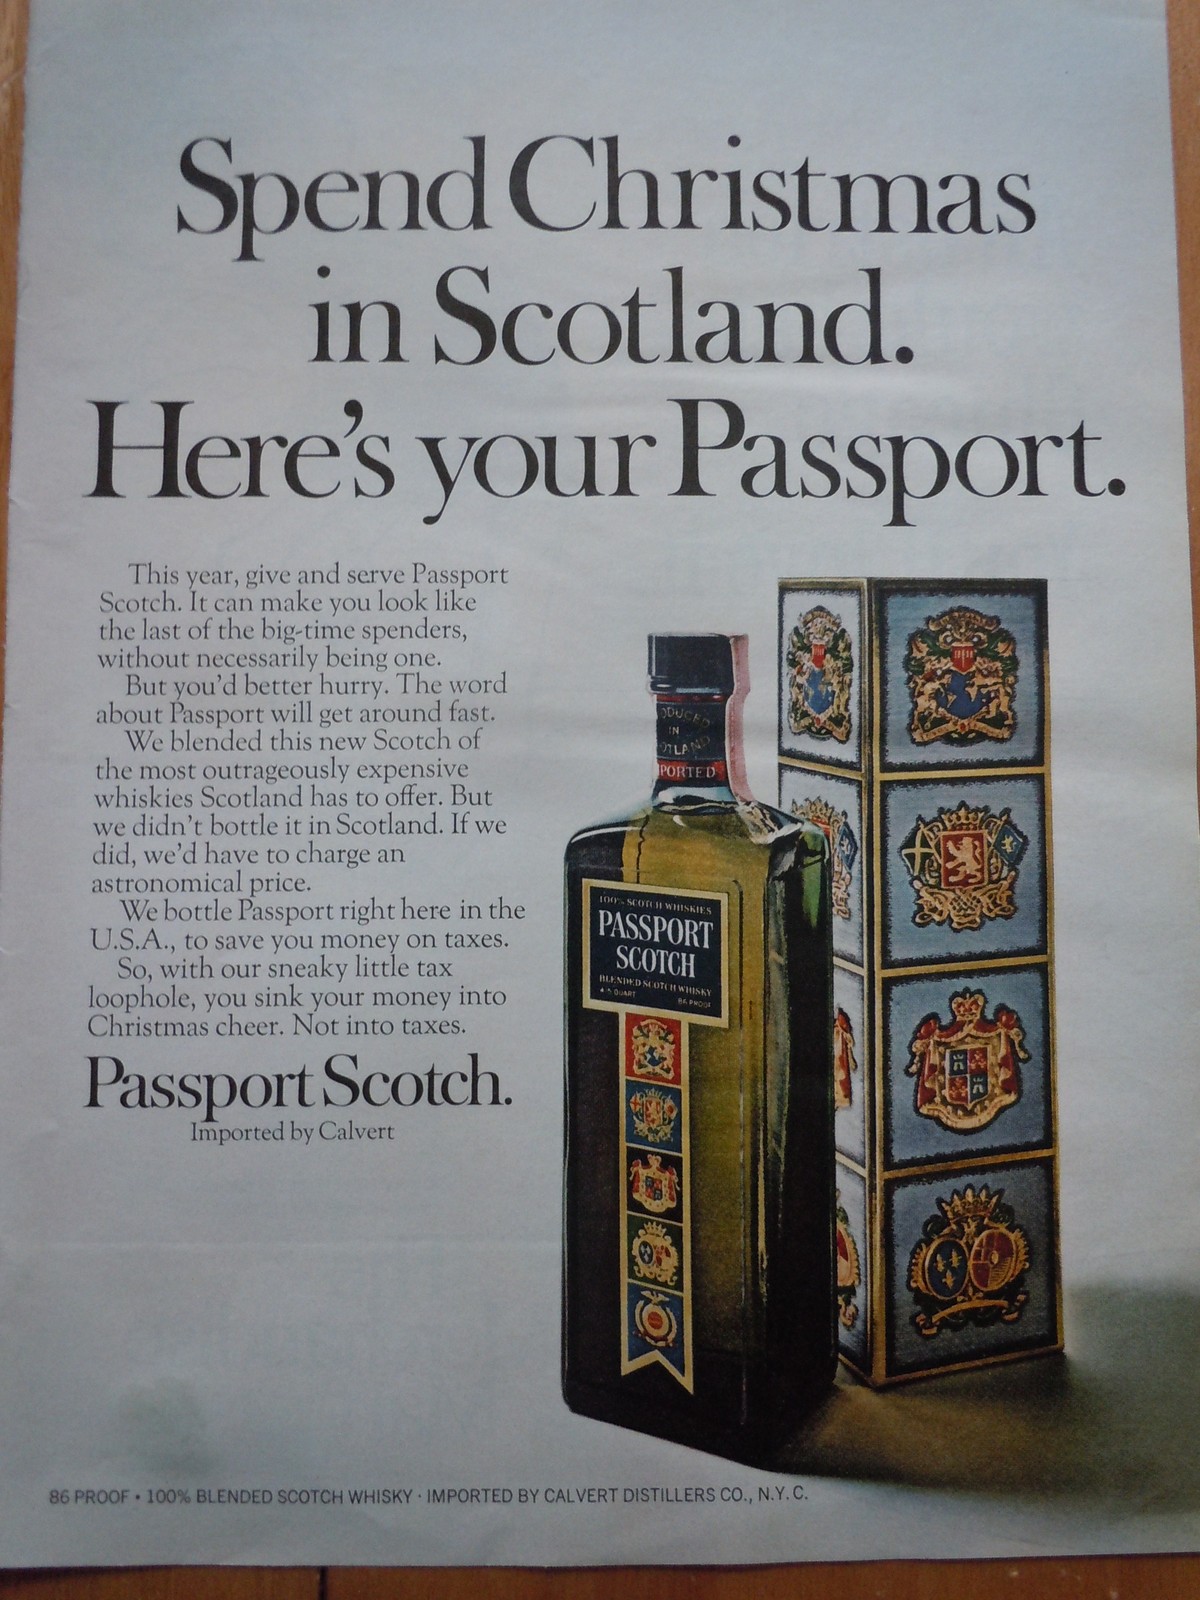 Spend Christmas
in Scotland.
Here's your Passport.
This year, give and serve Passport
Scotch. It can make you look like
the last of the big-time spenders,
without necessarily being one.
But you'd better hurry. The word
about Passport will get around fast.
We blended this new Scotch of
the most outrageously expensive
whiskies Scotland has to offer. But
we didn't bottle it in Scotland. If we
did, we'd have to charge an
astronomical price.
We bottle Passport right here in the
U.S.A., to save you money on taxes.
So, with our sneaky little tax
loophole, you sink your money into
Christmas cheer. Not into taxes.
Passport Scotch.
Imported by Calvert
ODUCED
IN
OTLAND
PORTED
100% SCOTCH WHISKIES
PASSPORT
SCOTCH
BLENDED SCOTCH WHISKY
4/5 QUART 86 PROOF
86 PROOF • 100% BLENDED SCOTCH WHISKY · IMPORTED BY CALVERT DISTILLERS CO., N.Y.C.